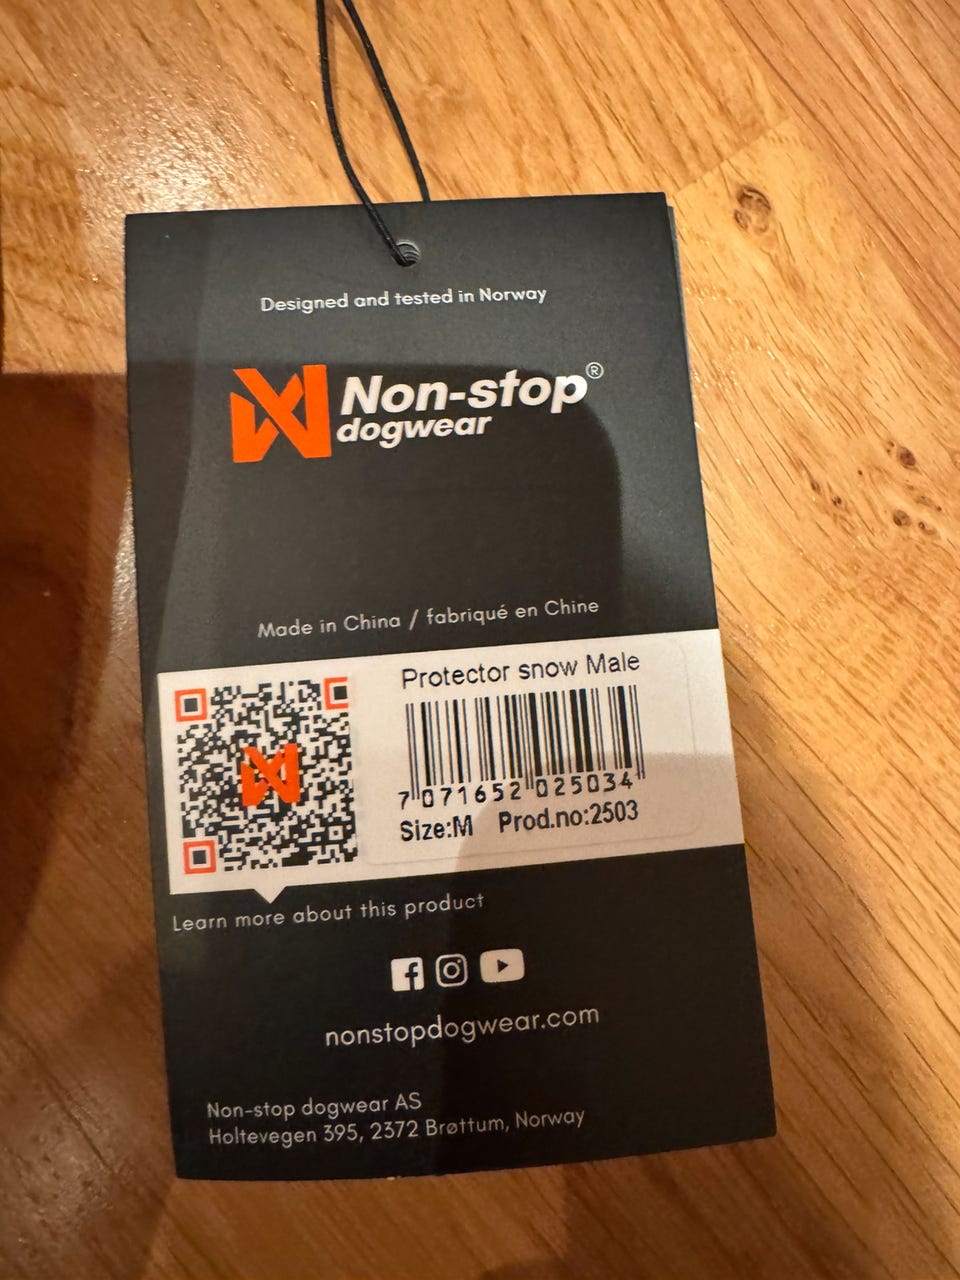 Designed and tested in Norway
Non-stop®
dogwear
Made in China / fabriqué en Chine
Protector snow Male
7 071652 025034
Size:M Prod.no:2503
Learn more about this product
nonstopdogwear.com
Non-stop dogwear AS
Holtevegen 395, 2372 Brøttum, Norway